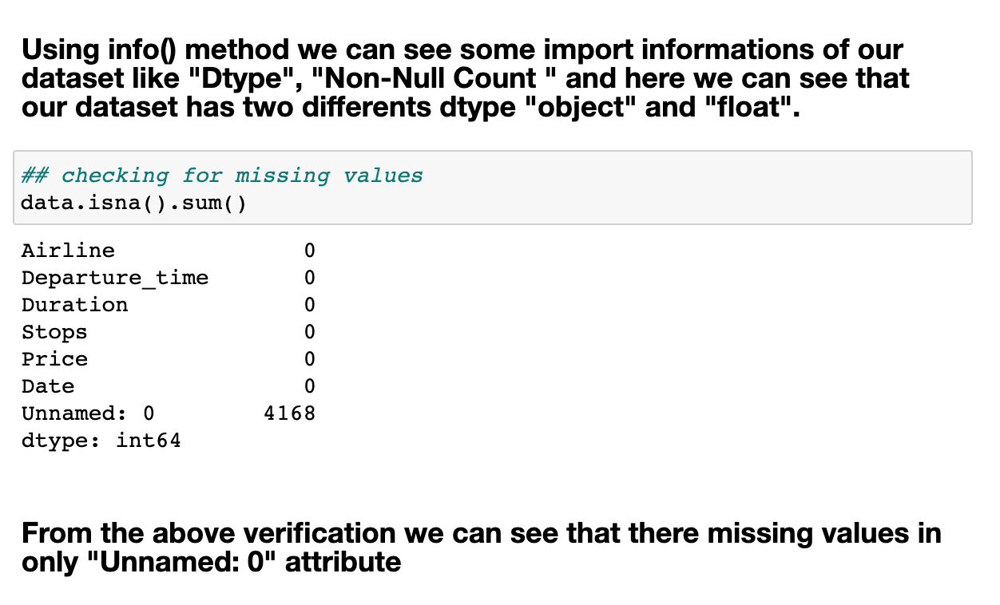 Using info() method we can see some import informations of our
dataset like "Dtype", "Non-Null Count " and here we can see that
our dataset has two differents dtype "object" and "float".
## checking for missing values
data.isna().sum()
Airline 0
Departure_time 0
Duration 0
Stops 0
Price 0
Date 0
Unnamed: 0 4168
dtype: int64
From the above verification we can see that there missing values in
only "Unnamed: 0" attribute